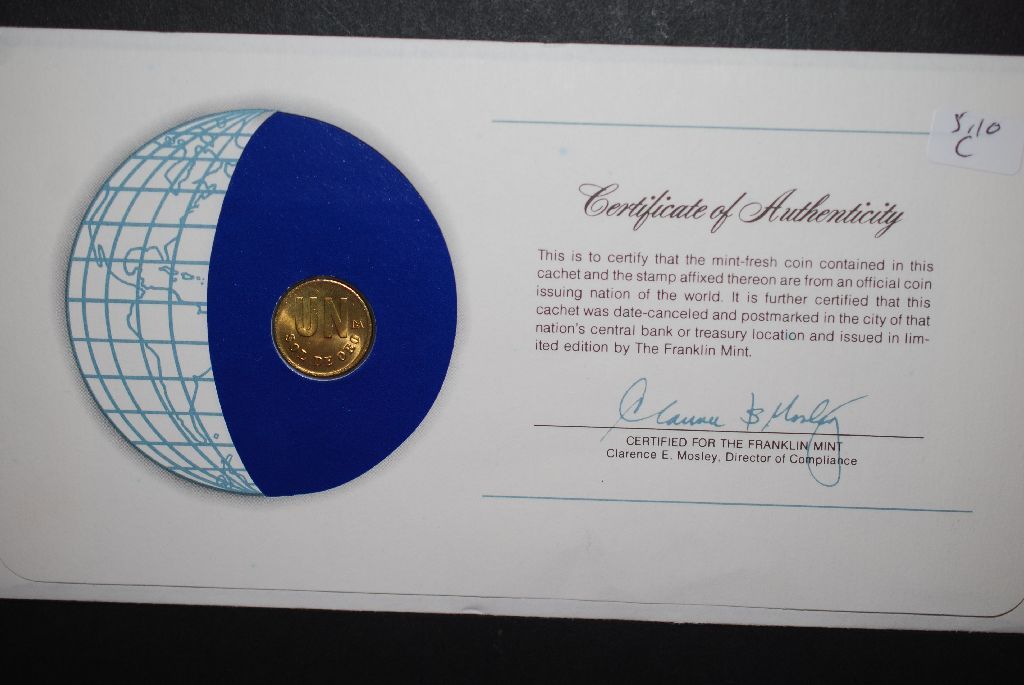 5.10
C
Certificate of Authenticity
This is to certify that the mint-fresh coin contained in this
cachet and the stamp affixed thereon are from an official coin
issuing nation of the world. It is further certified that this
cachet was date-canceled and postmarked in the city of that
nation's central bank or treasury location and issued in lim-
ited edition by The Franklin Mint.
CERTIFIED FOR THE FRANKLIN MINT
Clarence E. Mosley, Director of Compliance
UN
SOL DE ORO